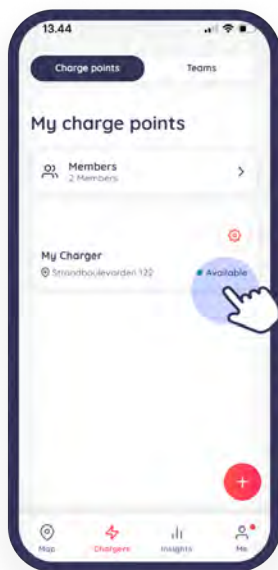 13.44
Charge points Teams
My charge points
Members
2 Members
My Charger
Strandboulevarden 122 Available
Map Chargers Insights Me